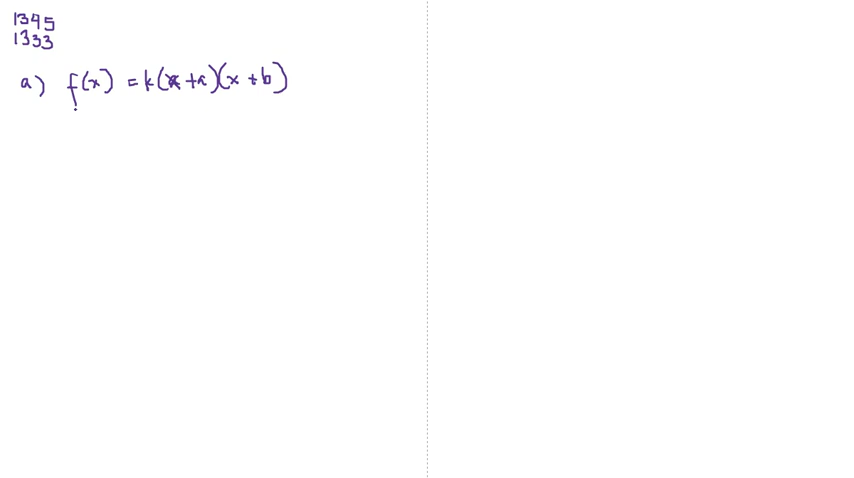 1345
1333
a) f(x) = k(x + a)(x + b)